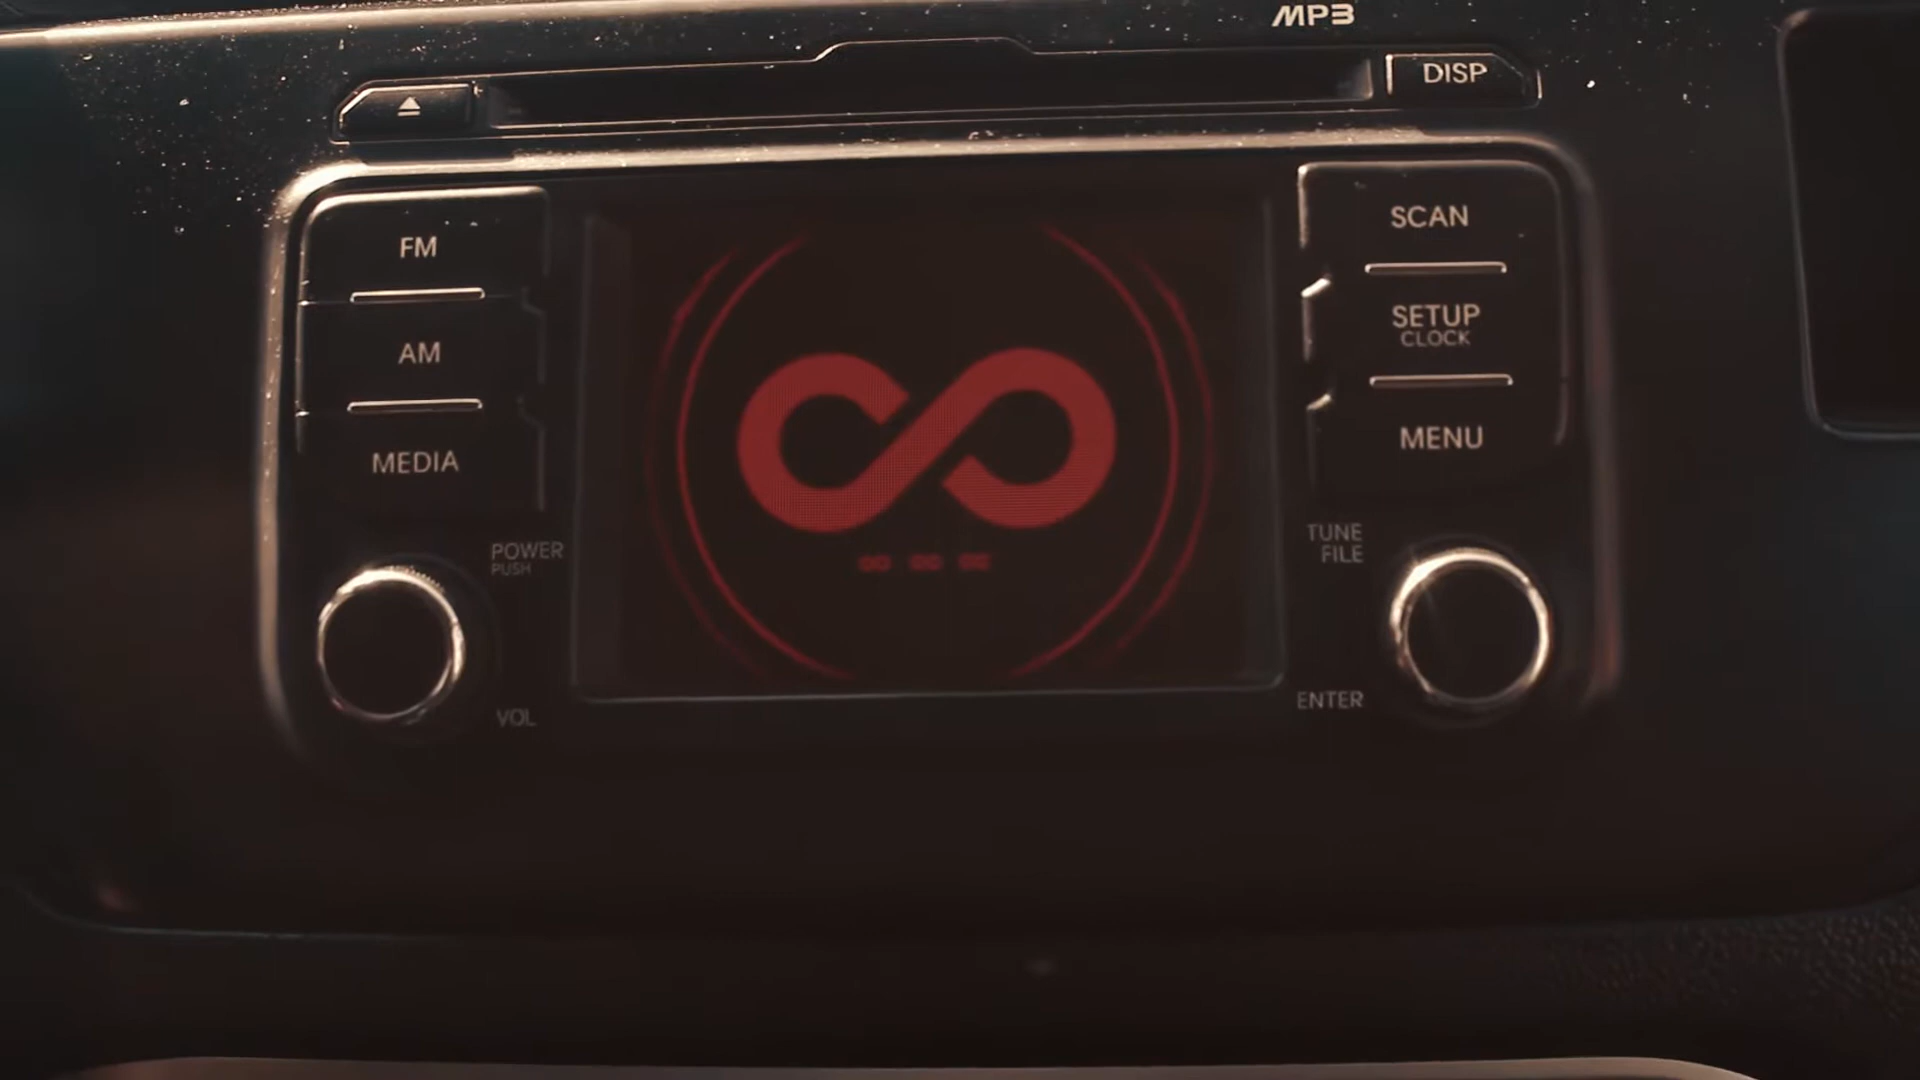 MP3
DISP
FM
AM
MEDIA
POWER
PUSH
VOL
SCAN
SETUP
CLOCK
MENU
TUNE
FILE
ENTER